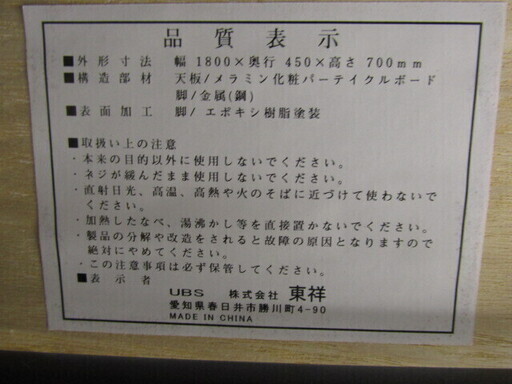 品質表示
■外形寸法 幅 1800×奥行 450×高さ 700mm
■構造部材 天板/メラミン化粧パーテイクルボード
脚/金属(鋼)
■表面加工 脚/エポキシ樹脂塗装
■取扱い上の注意
・本来の目的以外に使用しないでください。
・ネジが緩んだまま使用しないでください。
・直射日光、高温、高熱や火のそばに近づけて使わないで
ください。
・加熱したなべ、湯沸かし等を直接置かないでください。
・製品の分解や改造をされると故障の原因となりますので
絶対にやめてください。
・この注意事項は必ず保管してください。
■表示者
UBS 株式会社 東祥
愛知県春日井市勝川町4-90
MADE IN CHINA